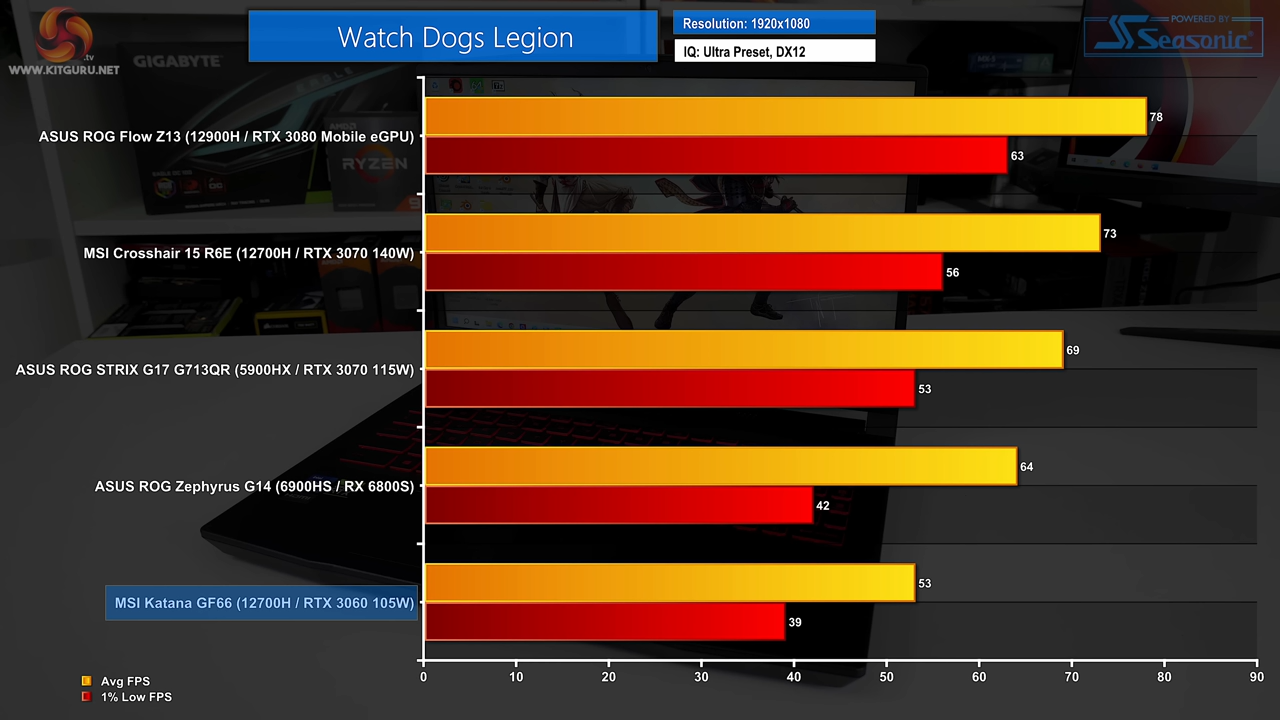 Watch Dogs Legion
Resolution: 1920x1080
IQ: Ultra Preset, DX12
POWERED BY
Seasonic
.tv
WWW.KITGURU.NET
GIGABYTE
RYZEN
ASUS ROG Flow Z13 (12900H / RTX 3080 Mobile eGPU)
78
63
MSI Crosshair 15 R6E (12700H / RTX 3070 140W)
73
56
ASUS ROG STRIX G17 G713QR (5900HX / RTX 3070 115W)
69
53
ASUS ROG Zephyrus G14 (6900HS / RX 6800S)
64
42
MSI Katana GF66 (12700H / RTX 3060 105W)
53
39
0 10 20 30 40 50 60 70 80 90
Avg FPS
1% Low FPS